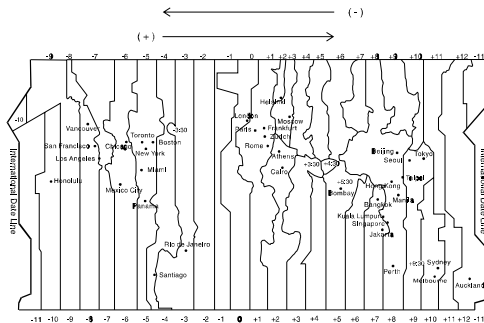 (-)
(+)
-9 -8 -7 -6 -5 -4 -3 -2 -1 0 +1 +2 +3 +4 +5 +6 +7 +8 +9 +10 +11 +12 -11
-10
Helsinki
London
Moscow
Vancouver
-3:30
Paris
Frankfurt
Toronto
Boston
Zurich
San Francisco
Chicago
Rome
New York
Athens
Beijing
Tokyo
Los Angeles
Seoul
Miami
Cairo
+3:30
+4:30
Honolulu
+5:30
Hong Kong
Taipei
Mexico City
Bombay
Manila
Panama
Bangkok
Kuala Lumpur
Singapore
Jakarta
Rio de Janeiro
Santiago
Perth
+9:30
Sydney
Melbourne
Auckland
International Date Line
International Date Line
-11 -10 -9 -8 -7 -6 -5 -4 -3 -2 -1 0 +1 +2 +3 +4 +5 +6 +7 +8 +9 +10 +11 +12